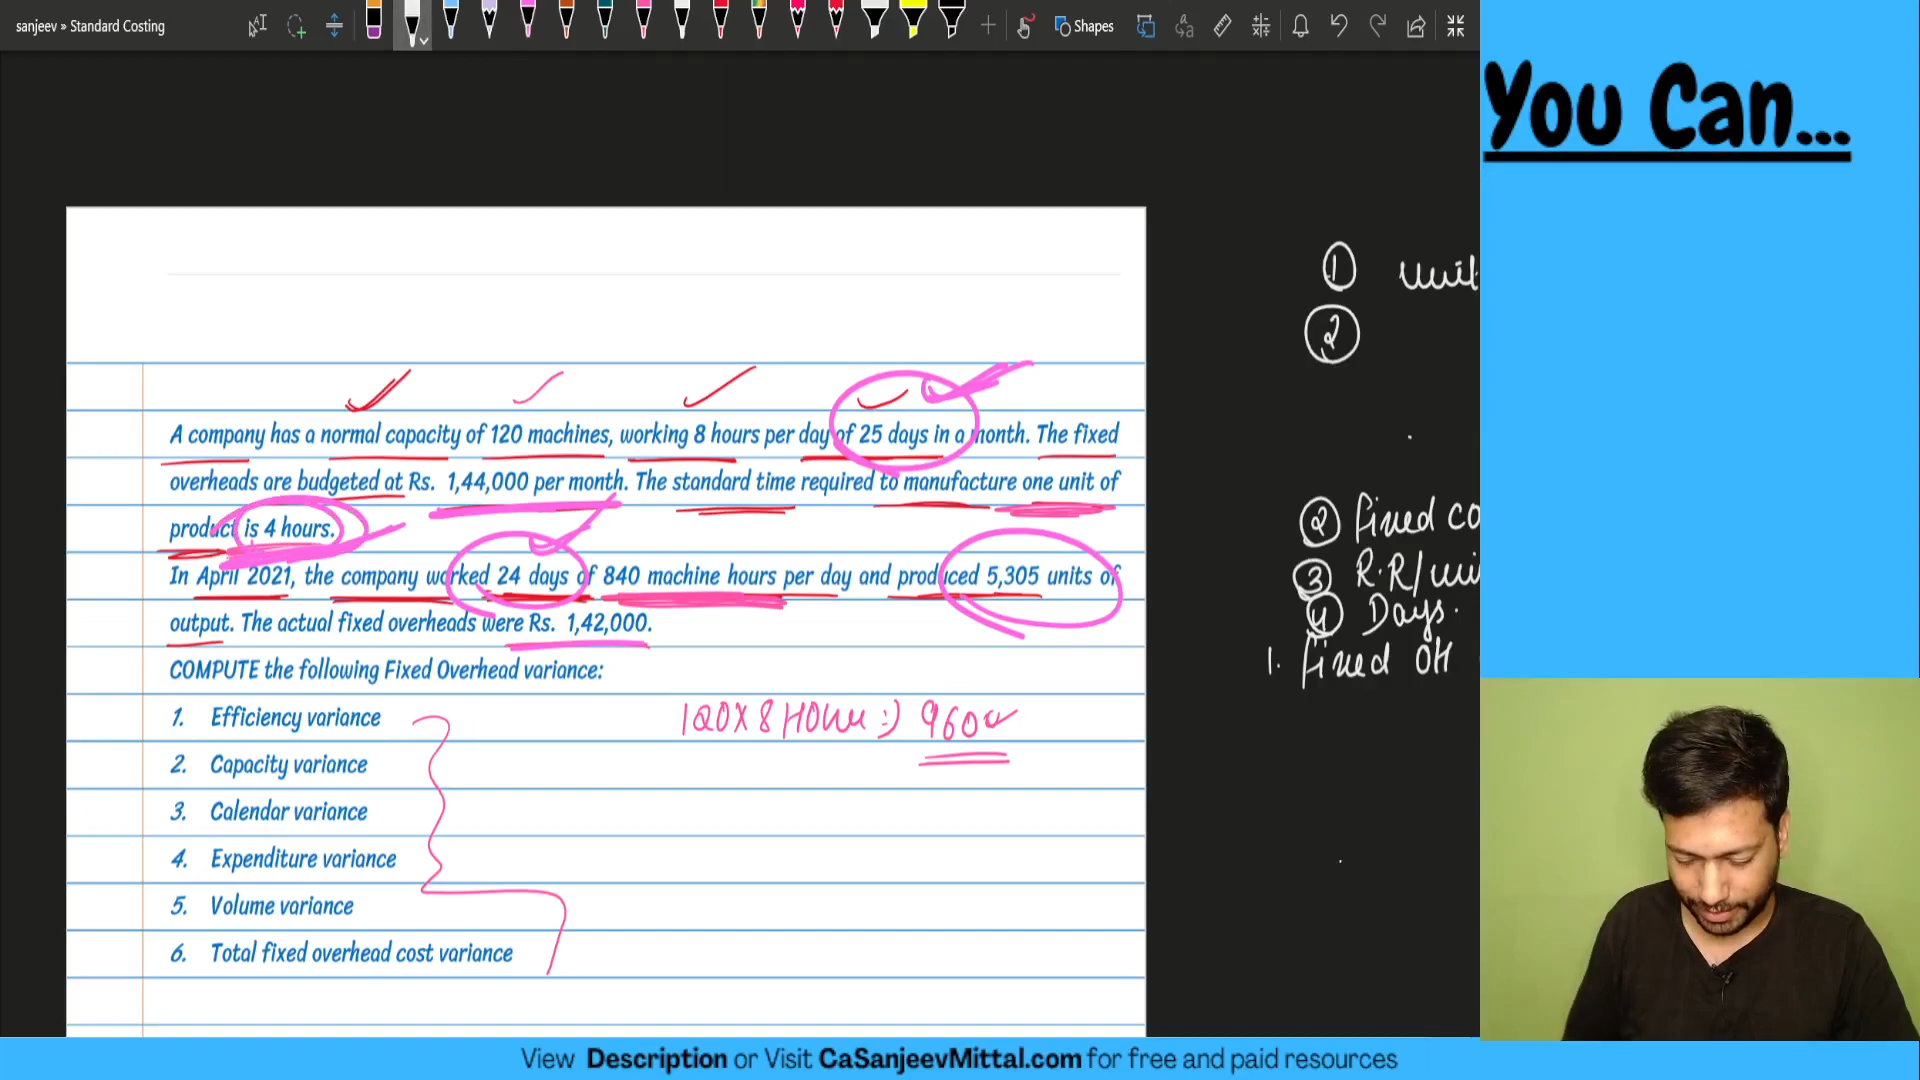 sanjeev » Standard Costing
Shapes
You Can...
① unit
②
A company has a normal capacity of 120 machines, working 8 hours per day of 25 days in a month. The fixed
overheads are budgeted at Rs. 1,44,000 per month. The standard time required to manufacture one unit of
product is 4 hours.
In April 2021, the company worked 24 days of 840 machine hours per day and produced 5,305 units of
output. The actual fixed overheads were Rs. 1,42,000.
COMPUTE the following Fixed Overhead variance:
1. Efficiency variance
2. Capacity variance
3. Calendar variance
4. Expenditure variance
5. Volume variance
6. Total fixed overhead cost variance
120 X 8 Hour => 960
② fixed co
③ R.R/uni
④ Days.
1. fixed OH
View Description or Visit CaSanjeevMittal.com for free and paid resources